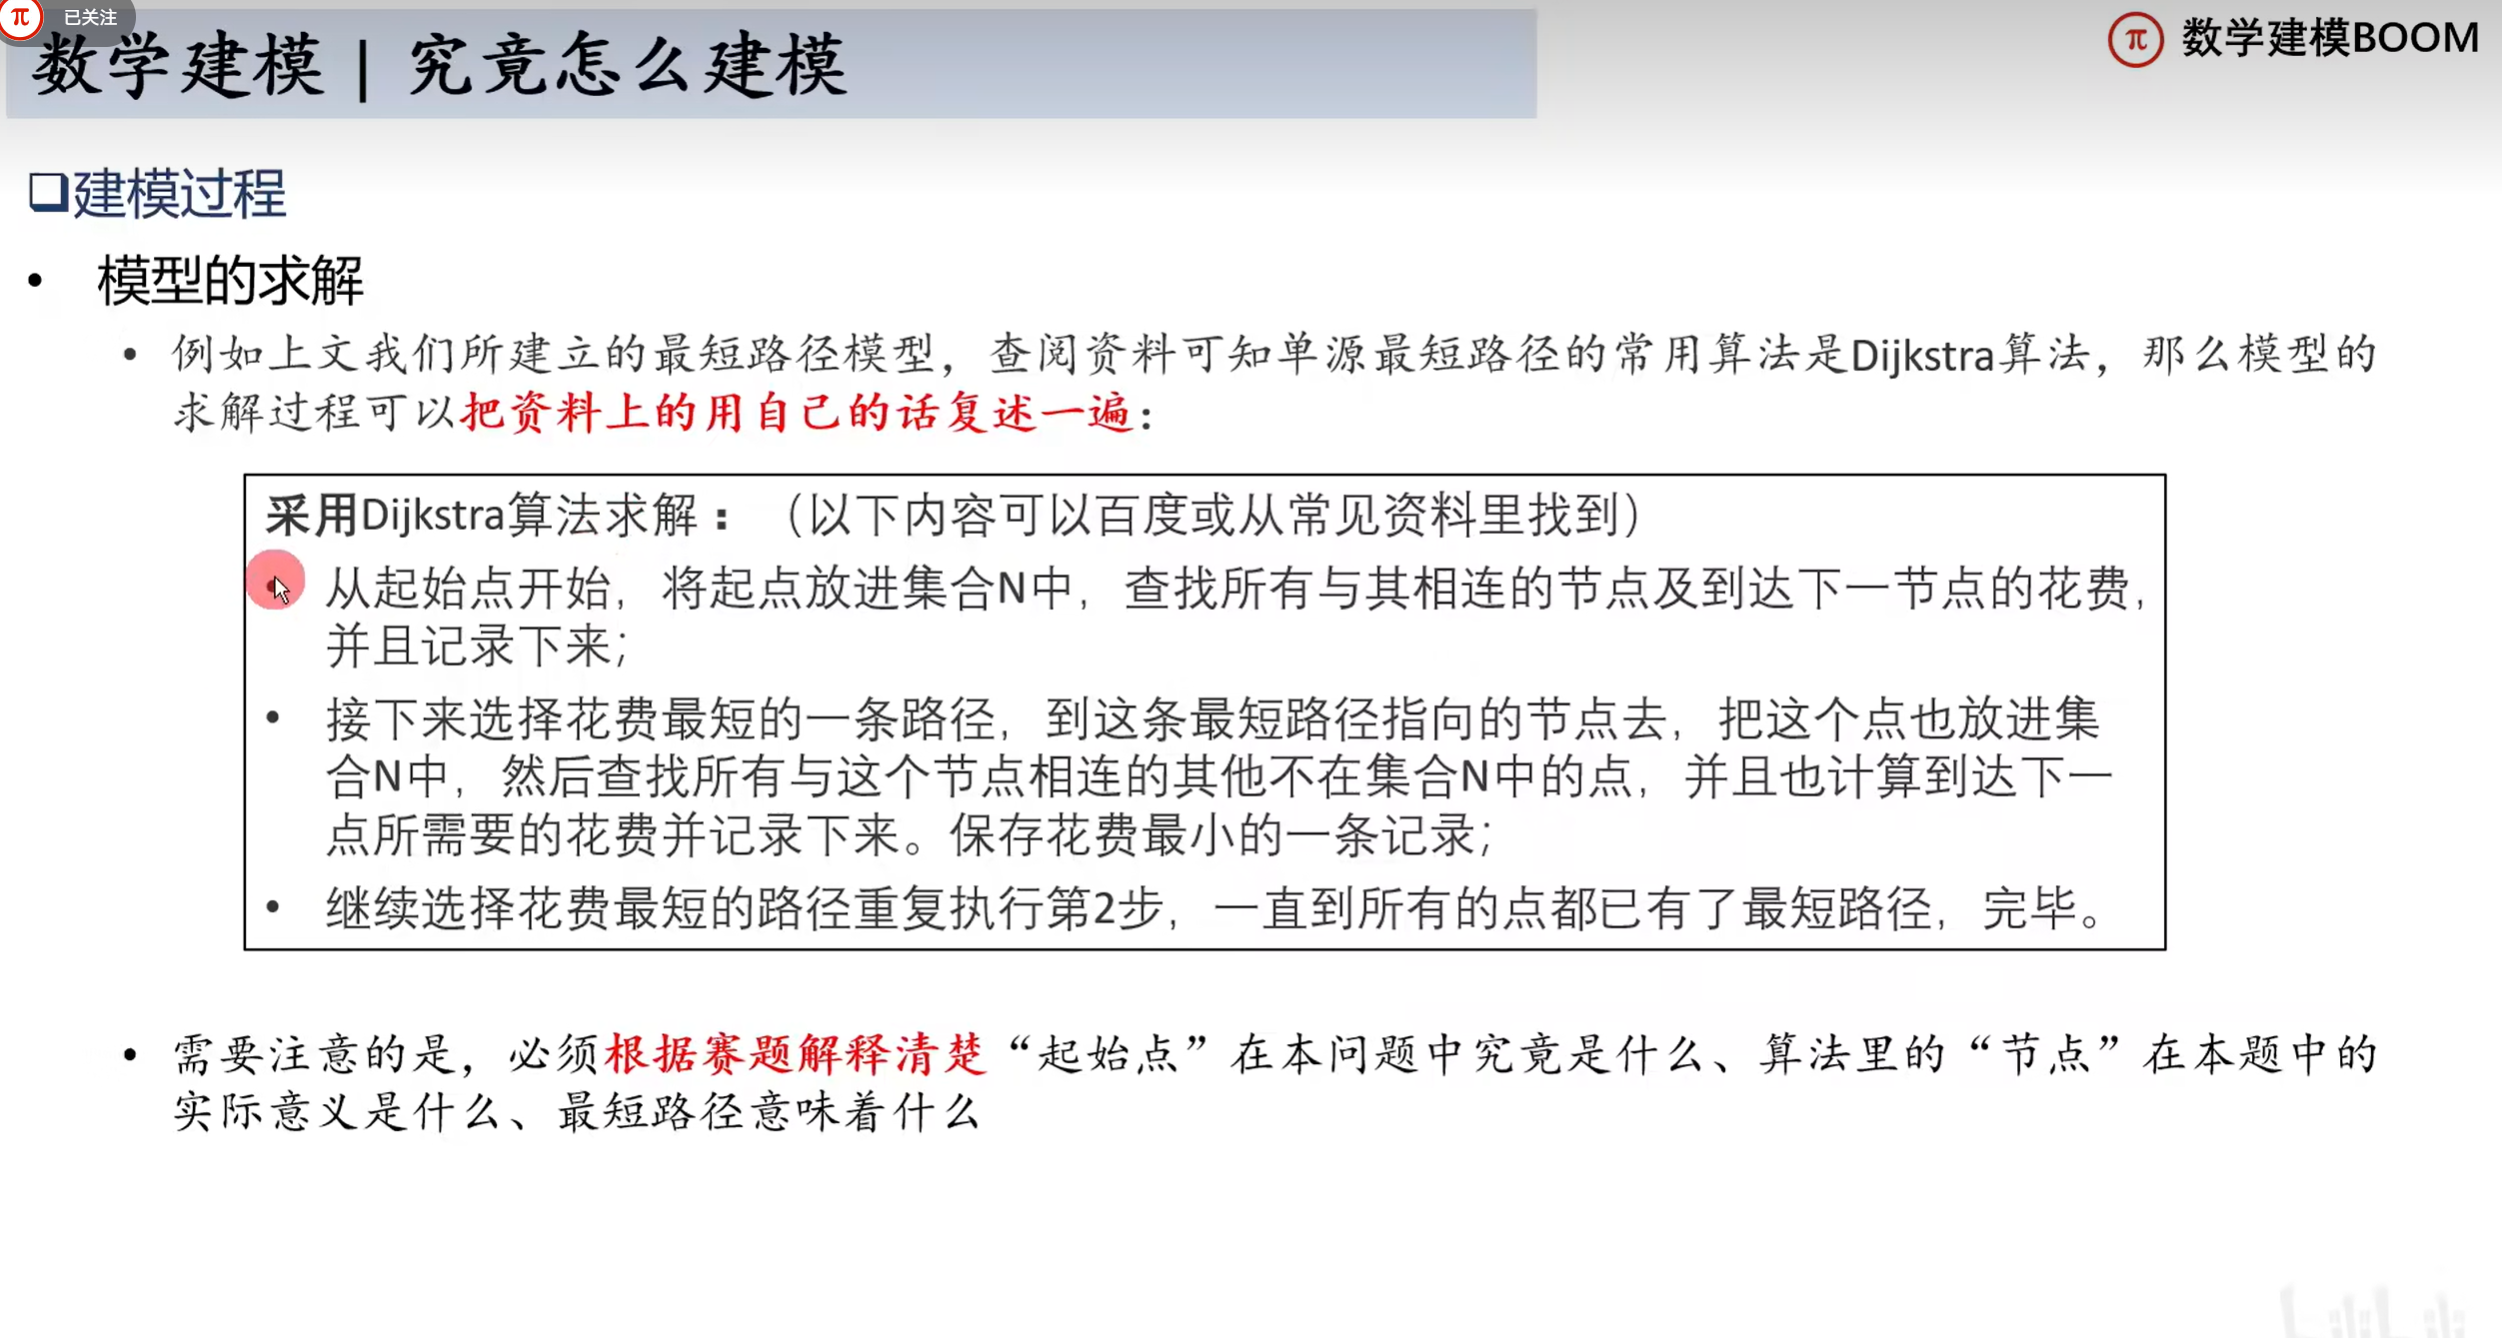 已关注
数学建模 | 究竟怎么建模
数学建模BOOM
建模过程
• 模型的求解
• 例如上文我们所建立的最短路径模型，查阅资料可知单源最短路径的常用算法是Dijkstra算法，那么模型的
求解过程可以把资料上的用自己的话复述一遍：
采用Dijkstra算法求解：（以下内容可以百度或从常见资料里找到）
从起始点开始，将起点放进集合N中，查找所有与其相连的节点及到达下一节点的花费，
并且记录下来；
• 接下来选择花费最短的一条路径，到这条最短路径指向的节点去，把这个点也放进集
合N中，然后查找所有与这个节点相连的其他不在集合N中的点，并且也计算到达下一
点所需要的花费并记录下来。保存花费最小的一条记录；
• 继续选择花费最短的路径重复执行第2步，一直到所有的点都已有了最短路径，完毕。
• 需要注意的是，必须根据赛题解释清楚“起始点”在本问题中究竟是什么、算法里的“节点”在本题中的
实际意义是什么、最短路径意味着什么